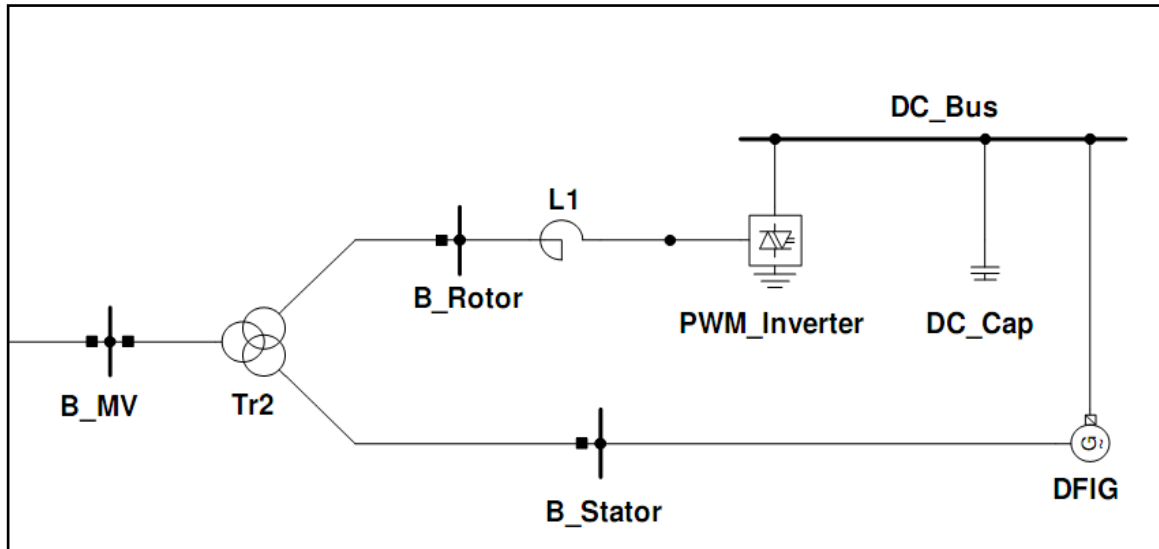 DC_Bus
L1
B_Rotor
PWM_Inverter
DC_Cap
B_MV
Tr2
G~
DFIG
B_Stator